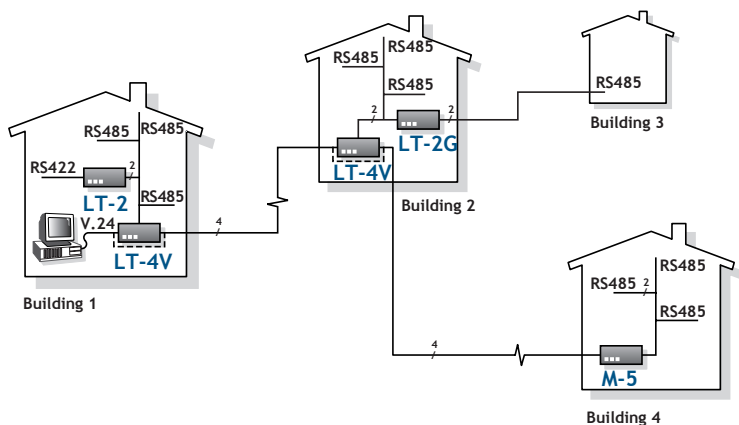 RS485
RS485
RS422
2
LT-2
RS485
V.24
LT-4V
4
Building 1
RS485
RS485
RS485
2
2
LT-2G
LT-4V
Building 2
RS485
Building 3
4
RS485
RS485
2
RS485
M-5
Building 4